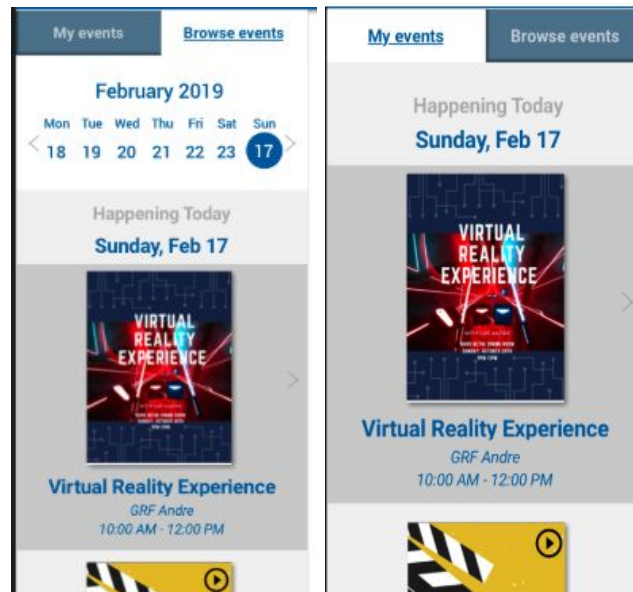 My events Browse events
February 2019
Mon Tue Wed Thu Fri Sat Sun
18 19 20 21 22 23 17
Happening Today
Sunday, Feb 17
VIRTUAL
REALITY
EXPERIENCE
Virtual Reality Experience
GRF Andre
10:00 AM - 12:00 PM
My events Browse events
Happening Today
Sunday, Feb 17
VIRTUAL
REALITY
EXPERIENCE
SUNDAY, OCTOBER 20TH
Virtual Reality Experience
GRF Andre
10:00 AM - 12:00 PM